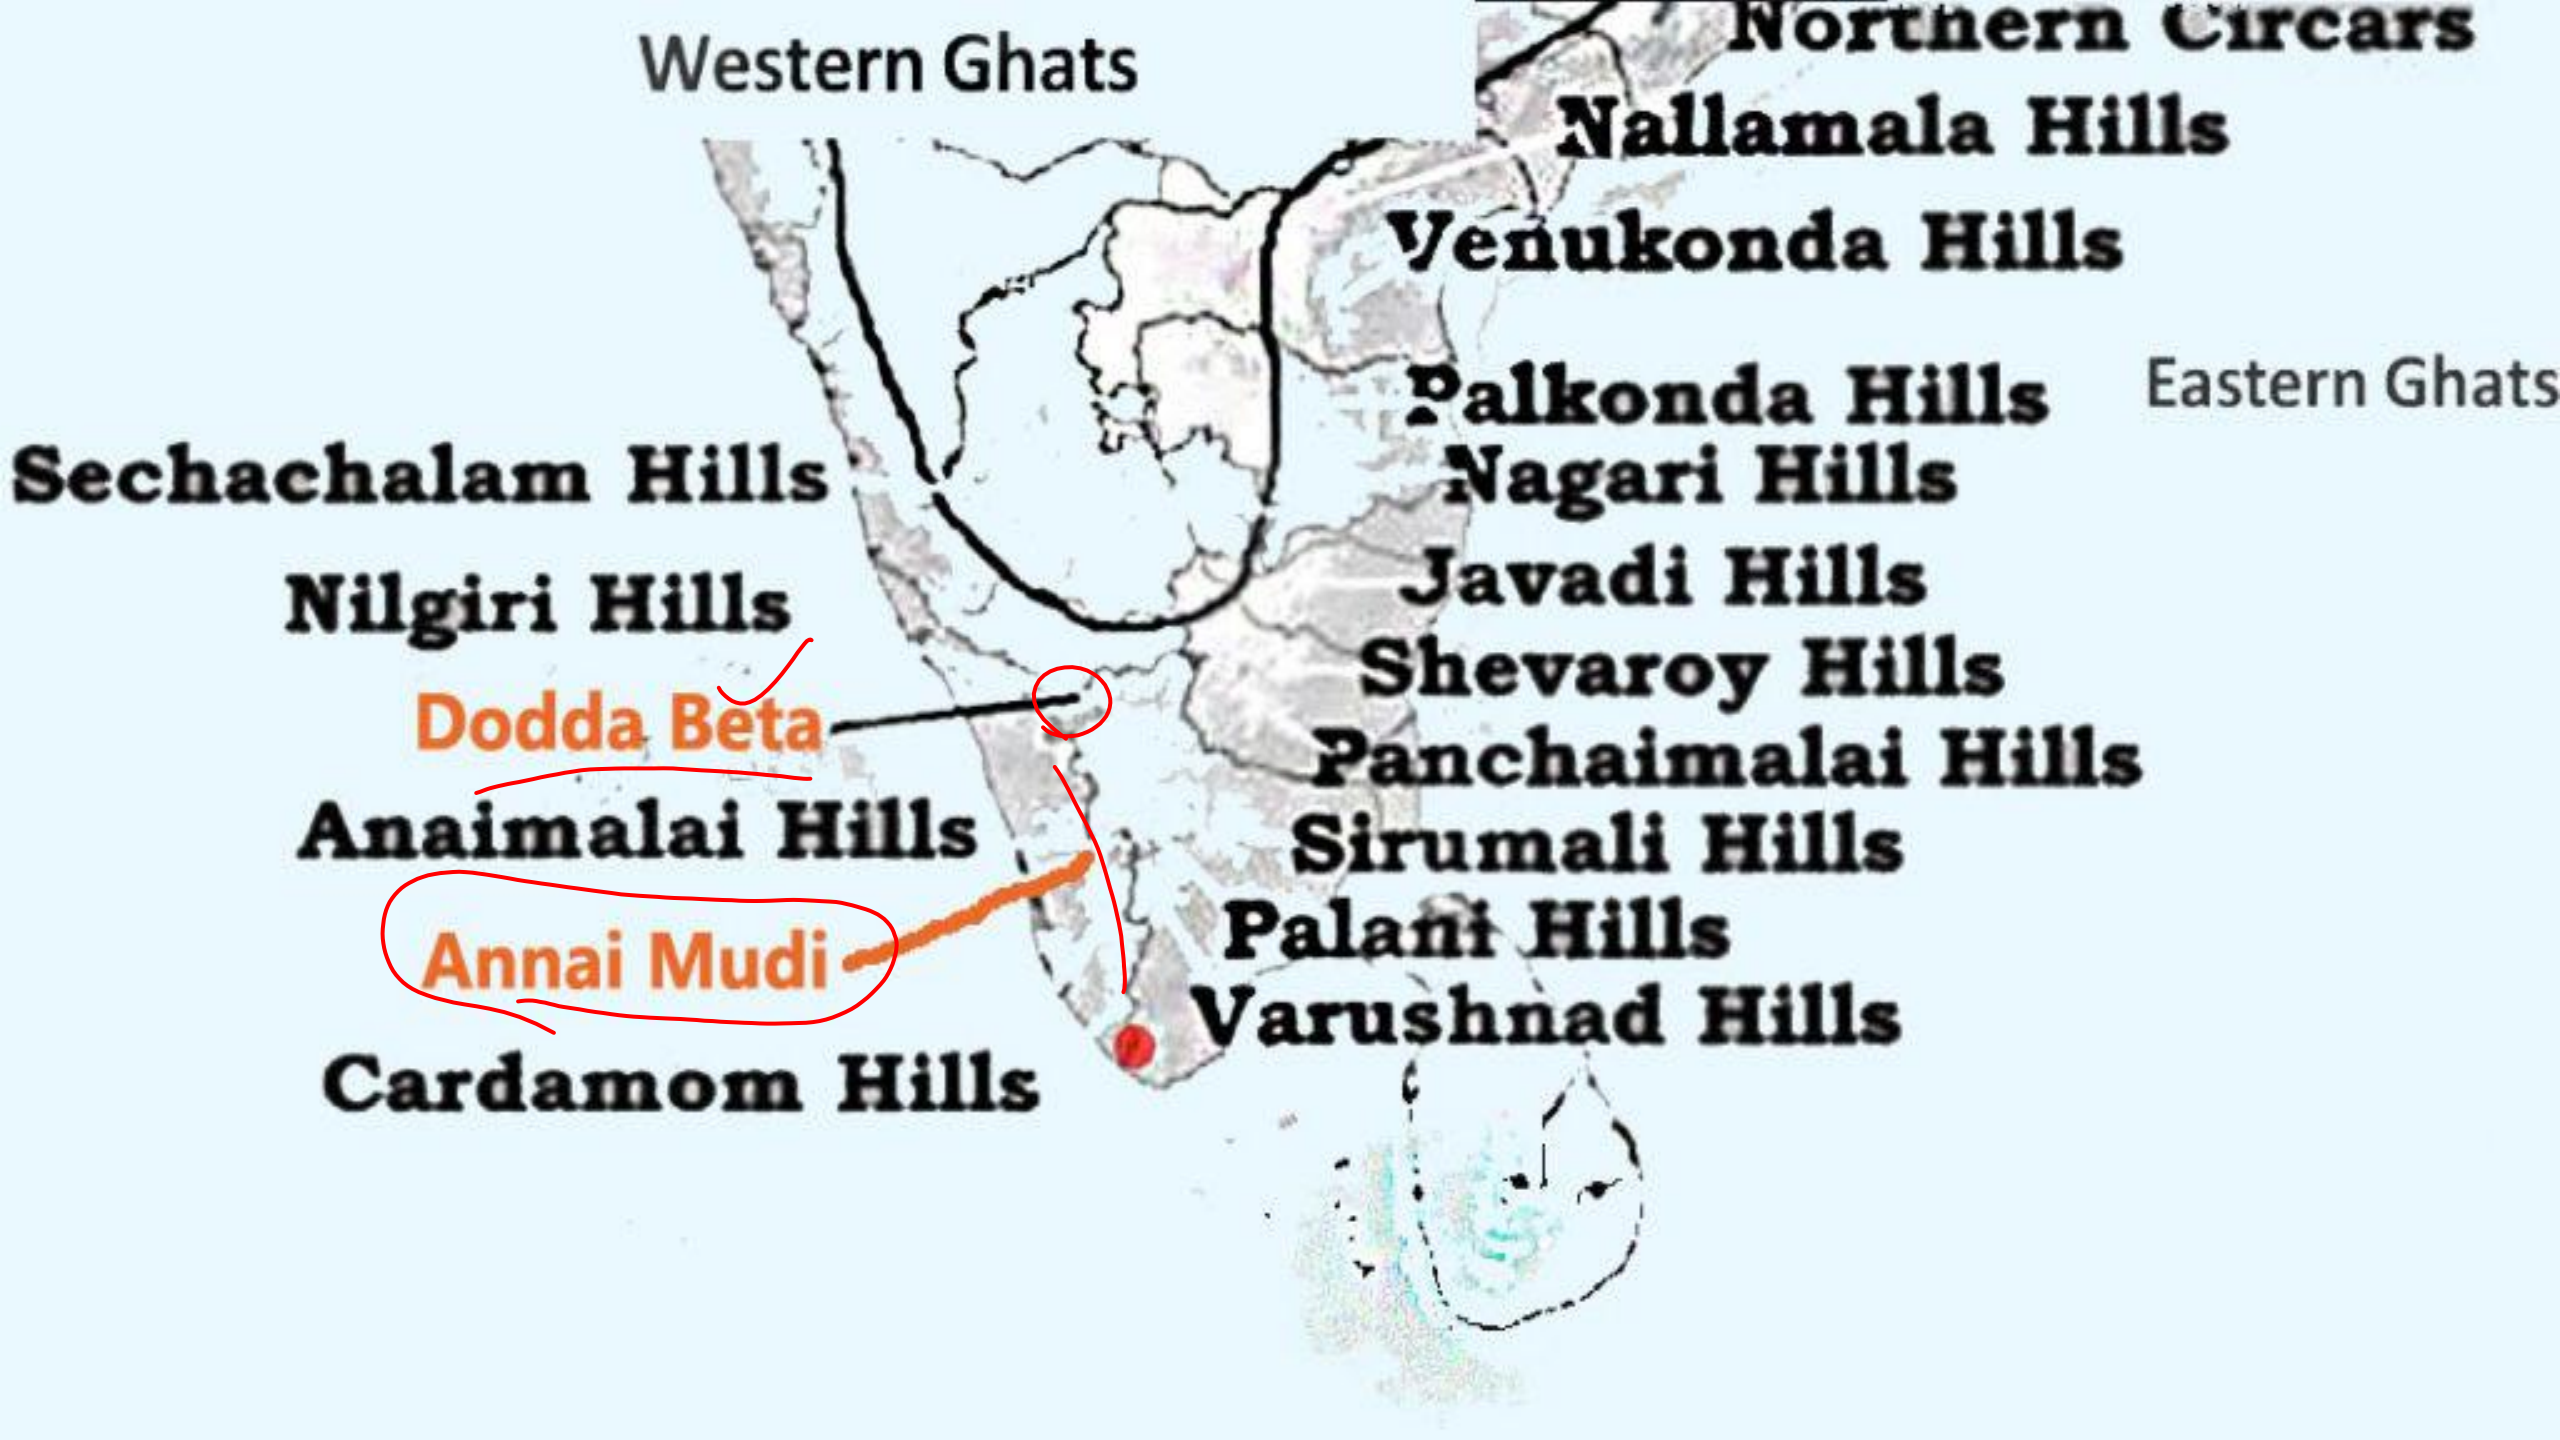 Northern Circars
Western Ghats
Nallamala Hills
Venukonda Hills
Palkonda Hills
Eastern Ghats
Sechachalam Hills
Nagari Hills
Nilgiri Hills
Javadi Hills
Shevaroy Hills
Dodda Beta
Panchaimalai Hills
Anaimalai Hills
Sirumali Hills
Annai Mudi
Palani Hills
Varushnad Hills
Cardamom Hills